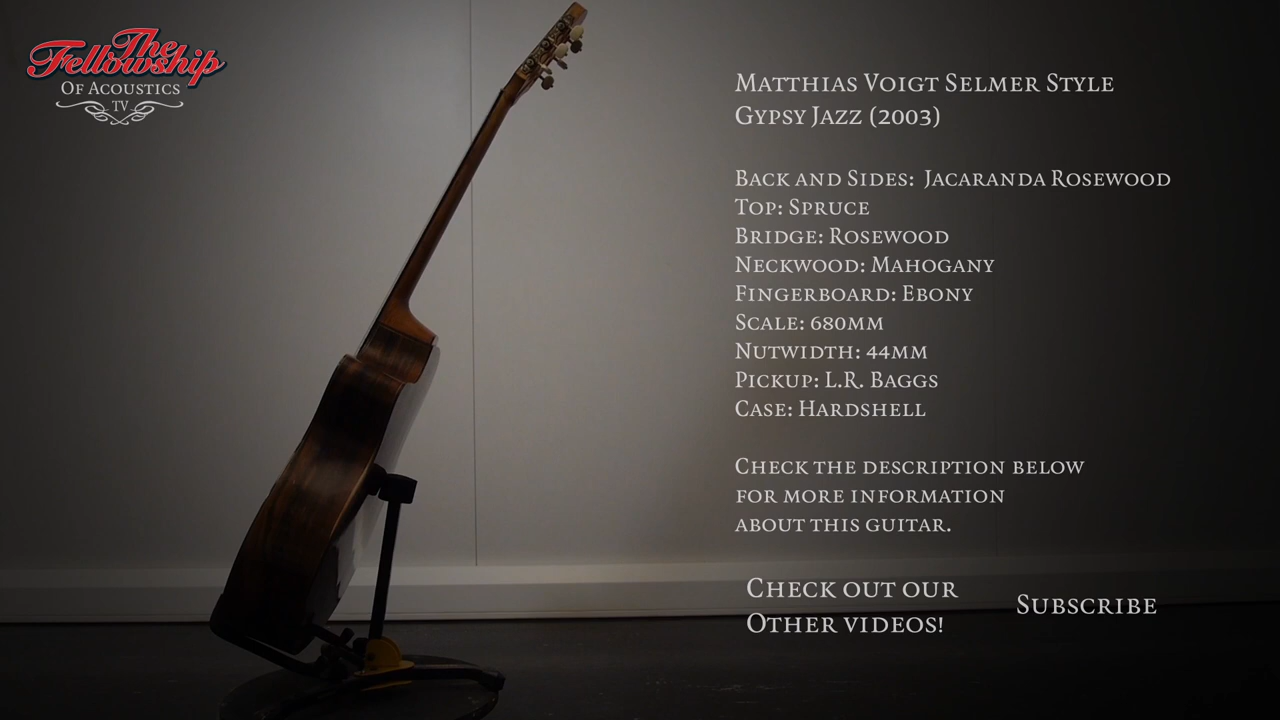 The
Fellowship
Of Acoustics
TV
Matthias Voigt Selmer Style
Gypsy Jazz (2003)
Back and Sides: Jacaranda Rosewood
Top: Spruce
Bridge: Rosewood
Neckwood: Mahogany
Fingerboard: Ebony
Scale: 680mm
Nutwidth: 44mm
Pickup: L.R. Baggs
Case: Hardshell
Check the description below
for more information
about this guitar.
Check out our
Other videos!
Subscribe